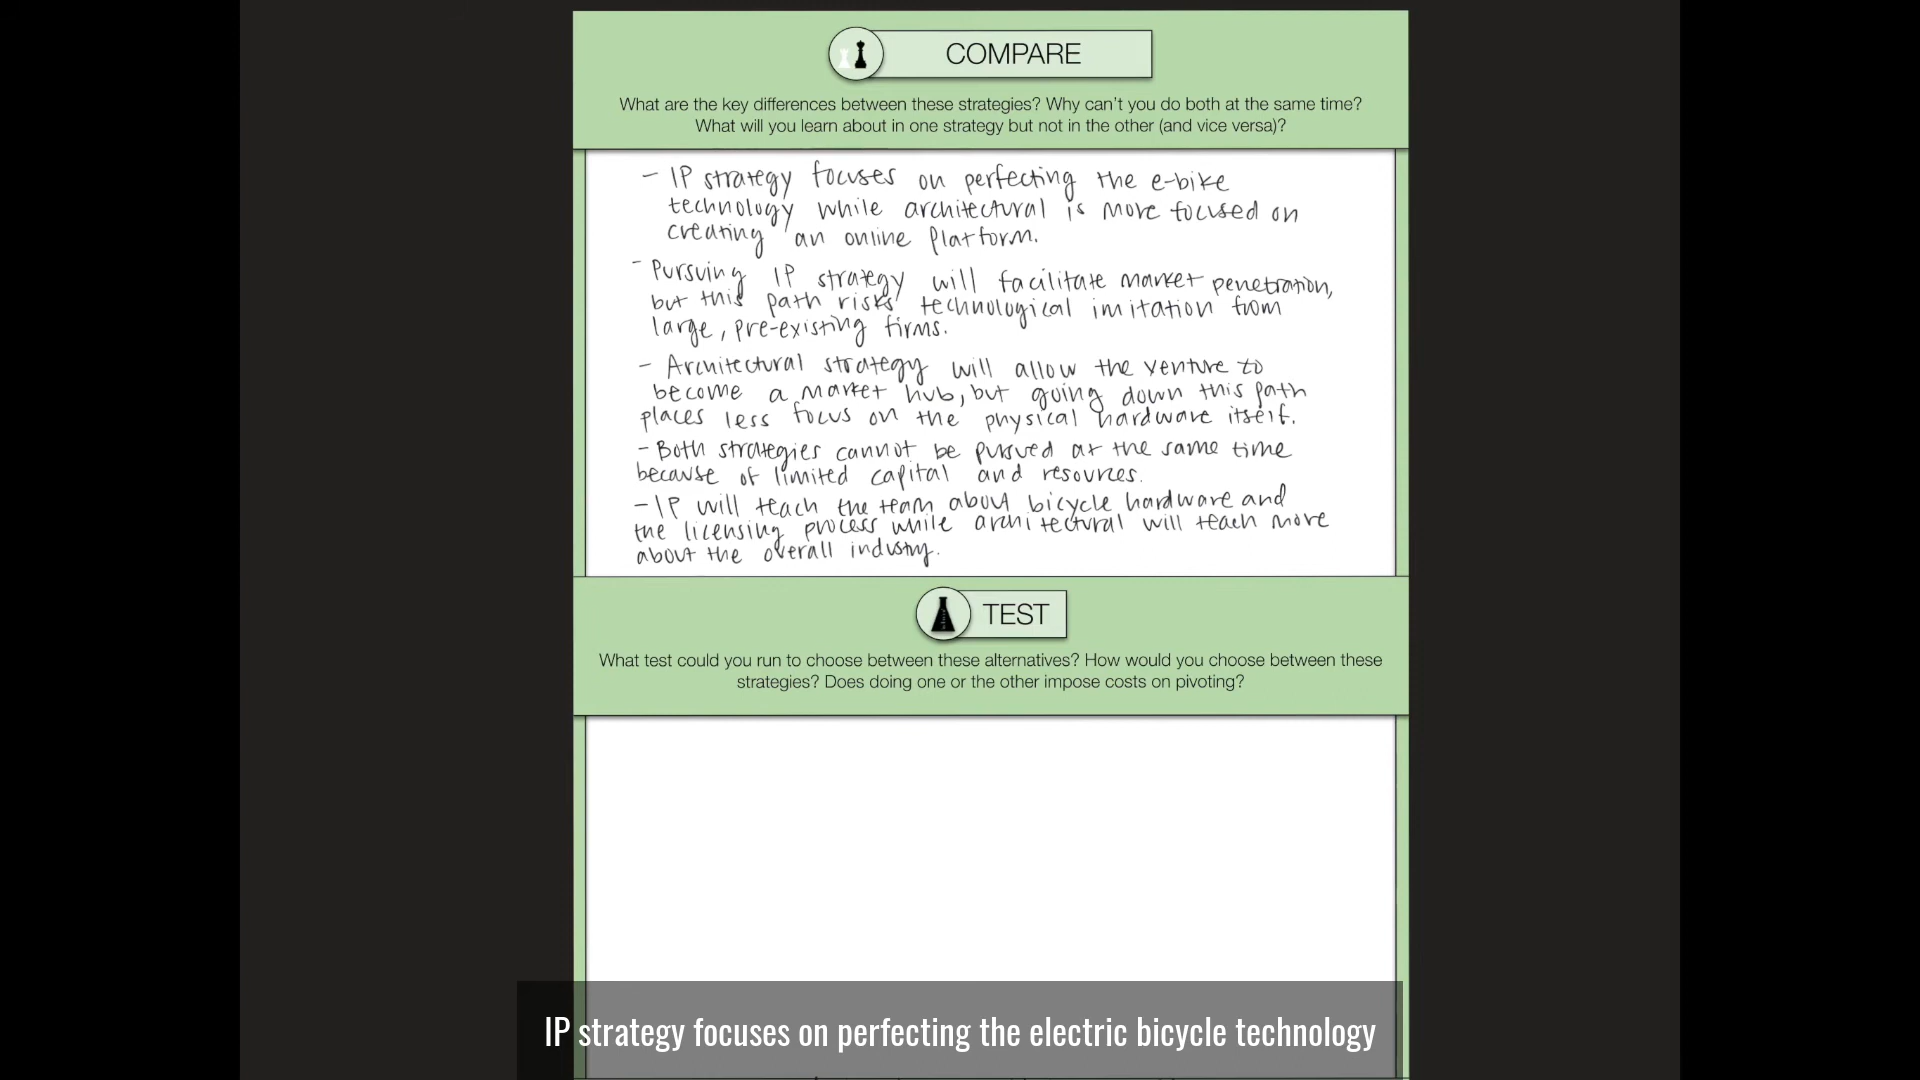 COMPARE
What are the key differences between these strategies? Why can't you do both at the same time?
What will you learn about in one strategy but not in the other (and vice versa)?
- IP strategy focuses on perfecting the e-bike
technology while architectural is more focused on
creating an online platform.
- Pursuing IP strategy will facilitate market penetration,
but this path risks technological imitation from
large, pre-existing firms.
- Architectural strategy will allow the venture to
become a market hub, but going down this path
places less focus on the physical hardware itself.
- Both strategies cannot be pursued at the same time
because of limited capital and resources.
- IP will teach the team about bicycle hardware and
the licensing process while architectural will teach more
about the overall industry.
TEST
What test could you run to choose between these alternatives? How would you choose between these
strategies? Does doing one or the other impose costs on pivoting?
IP strategy focuses on perfecting the electric bicycle technology